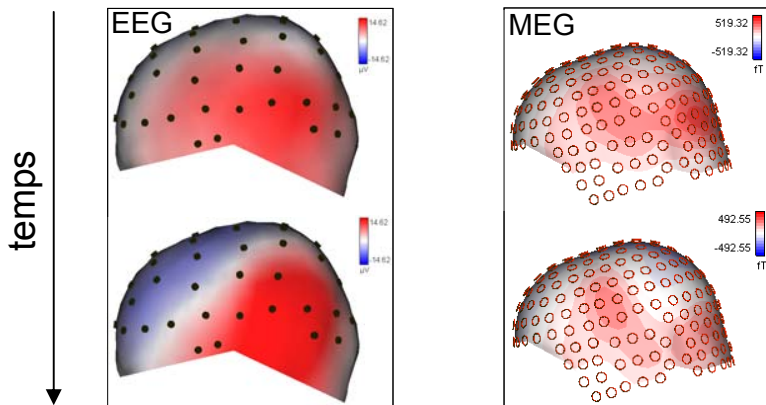 EEG
14.62
-14.62
µV
MEG
519.32
-519.32
fT
temps
14.62
-14.62
µV
492.55
-492.55
fT